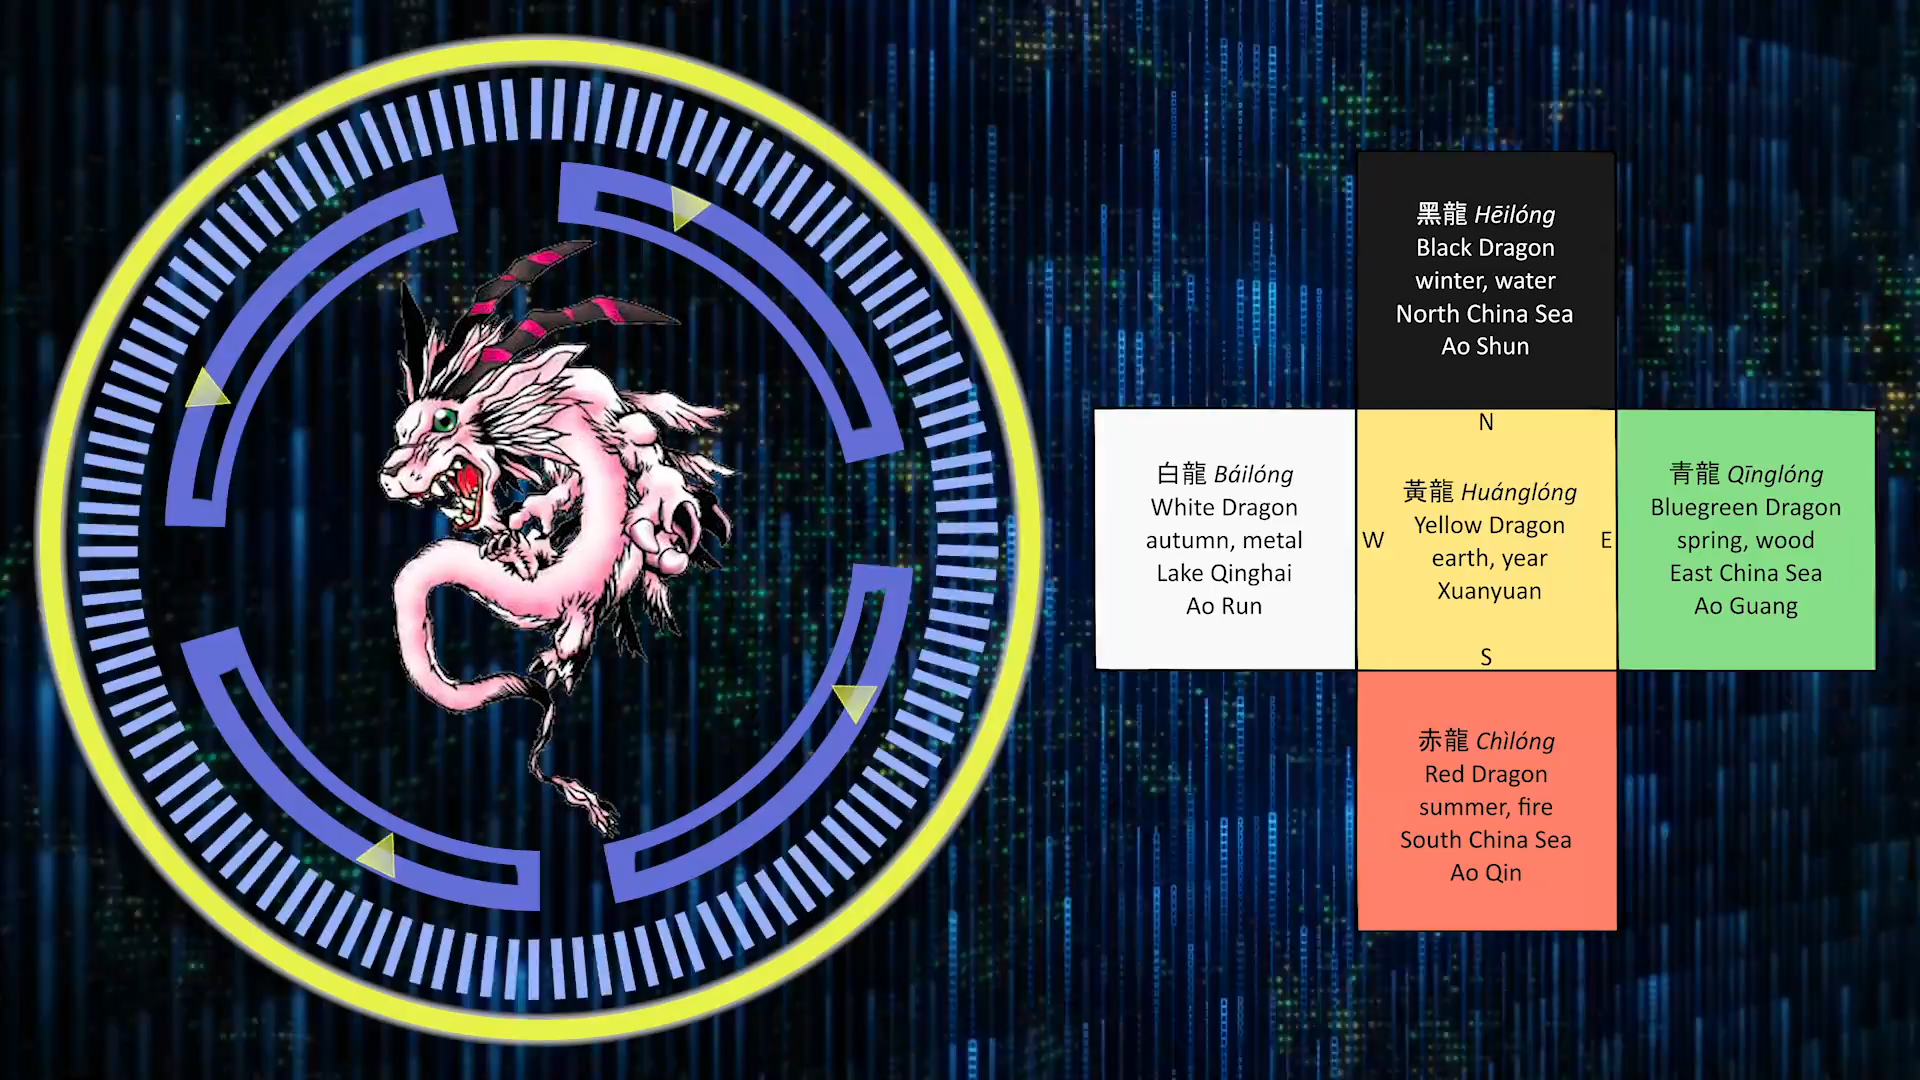 黑龍 Hēilóng
Black Dragon
winter, water
North China Sea
Ao Shun
白龍 Báilóng
White Dragon
autumn, metal
Lake Qinghai
Ao Run
N
W
黃龍 Huánglóng
Yellow Dragon
earth, year
Xuanyuan
E
S
青龍 Qīnglóng
Bluegreen Dragon
spring, wood
East China Sea
Ao Guang
赤龍 Chìlóng
Red Dragon
summer, fire
South China Sea
Ao Qin